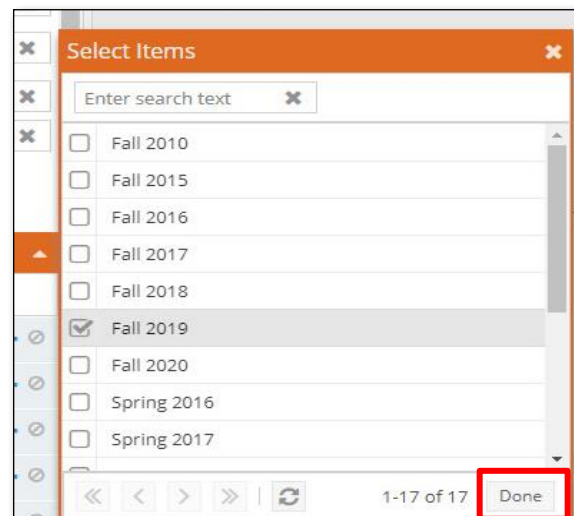 Select Items
Enter search text
Fall 2010
Fall 2015
Fall 2016
Fall 2017
Fall 2018
Fall 2019
Fall 2020
Spring 2016
Spring 2017
1-17 of 17 Done